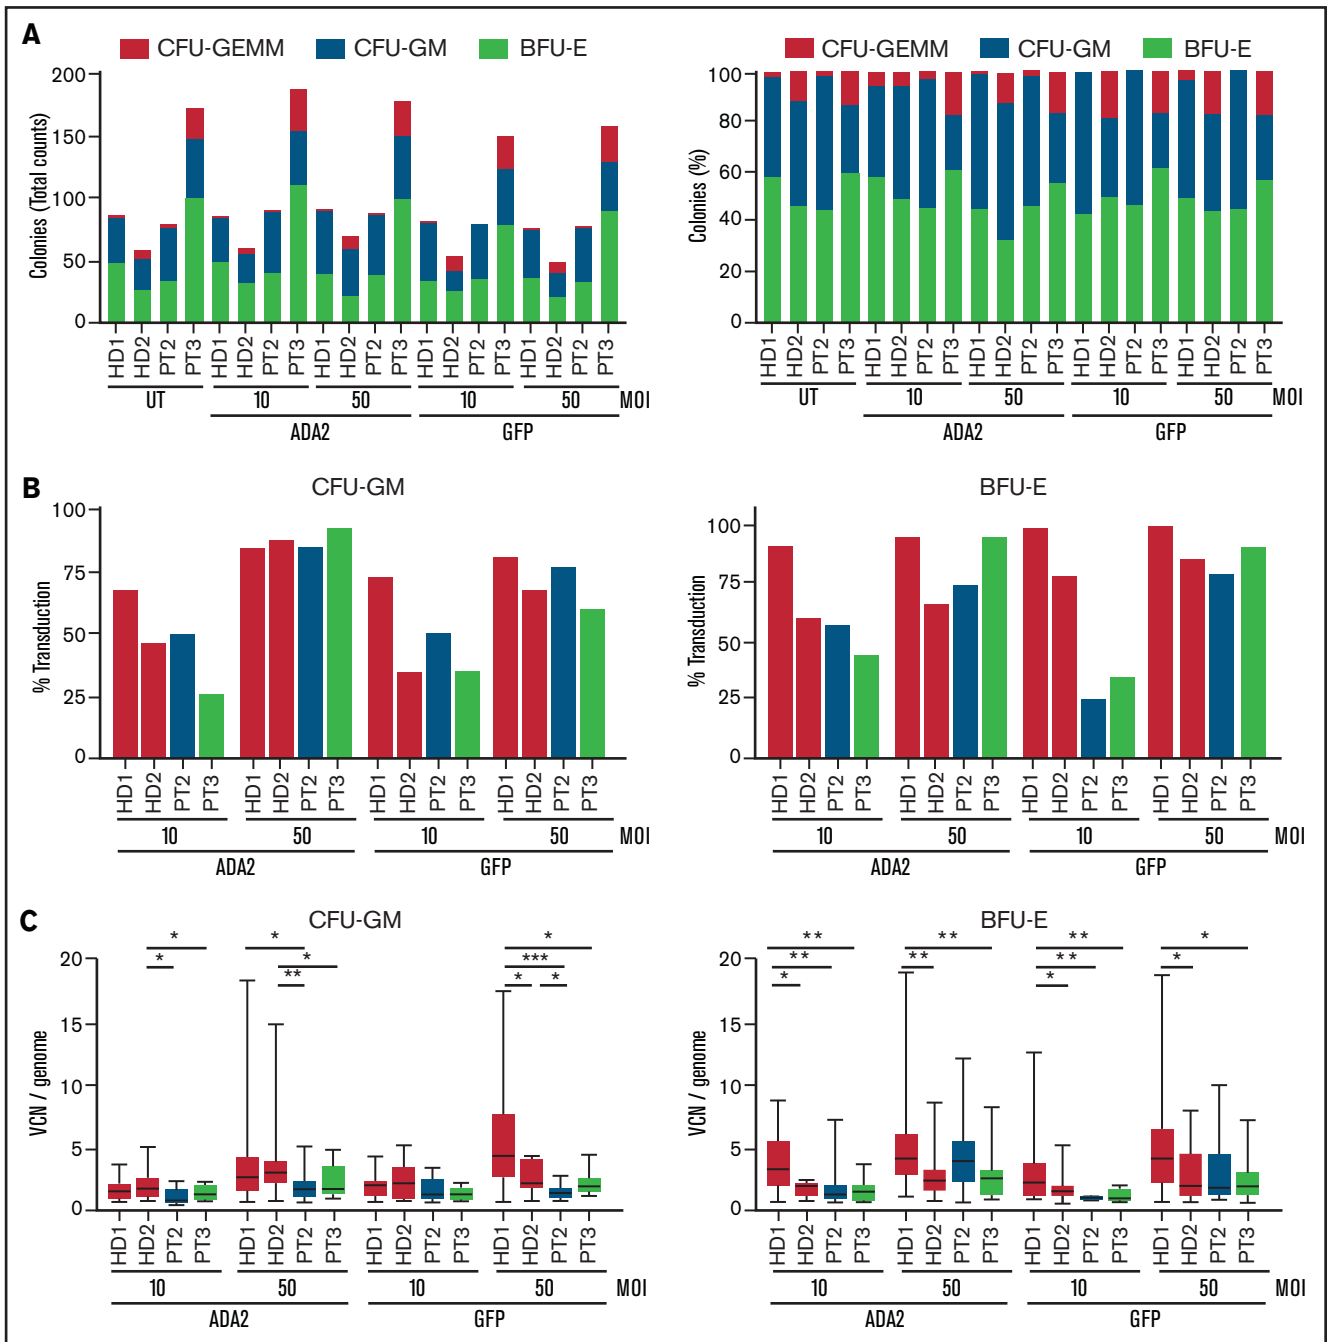 A
CFU-GEMM CFU-GM BFU-E
Colonies (Total counts)
200
150
100
50
0
HD1 HD2 PT2 PT3 HD1 HD2 PT2 PT3 HD1 HD2 PT2 PT3 HD1 HD2 PT2 PT3 HD1 HD2 PT2 PT3
UT 10 50 10 50 MOI
ADA2 GFP
CFU-GEMM CFU-GM BFU-E
Colonies (%)
100
80
60
40
20
0
HD1 HD2 PT2 PT3 HD1 HD2 PT2 PT3 HD1 HD2 PT2 PT3 HD1 HD2 PT2 PT3 HD1 HD2 PT2 PT3
UT 10 50 10 50 MOI
ADA2 GFP
B
CFU-GM
% Transduction
100
75
50
25
0
HD1 HD2 PT2 PT3 HD1 HD2 PT2 PT3 HD1 HD2 PT2 PT3 HD1 HD2 PT2 PT3
10 50 10 50 MOI
ADA2 GFP
BFU-E
% Transduction
100
75
50
25
0
HD1 HD2 PT2 PT3 HD1 HD2 PT2 PT3 HD1 HD2 PT2 PT3 HD1 HD2 PT2 PT3
10 50 10 50 MOI
ADA2 GFP
C
CFU-GM
* * *
* * ***
** * *
VCN / genome
20
15
10
5
0
HD1 HD2 PT2 PT3 HD1 HD2 PT2 PT3 HD1 HD2 PT2 PT3 HD1 HD2 PT2 PT3
10 50 10 50 MOI
ADA2 GFP
BFU-E
** ** ** *
** ** ** *
* *
VCN / genome
20
15
10
5
0
HD1 HD2 PT2 PT3 HD1 HD2 PT2 PT3 HD1 HD2 PT2 PT3 HD1 HD2 PT2 PT3
10 50 10 50 MOI
ADA2 GFP